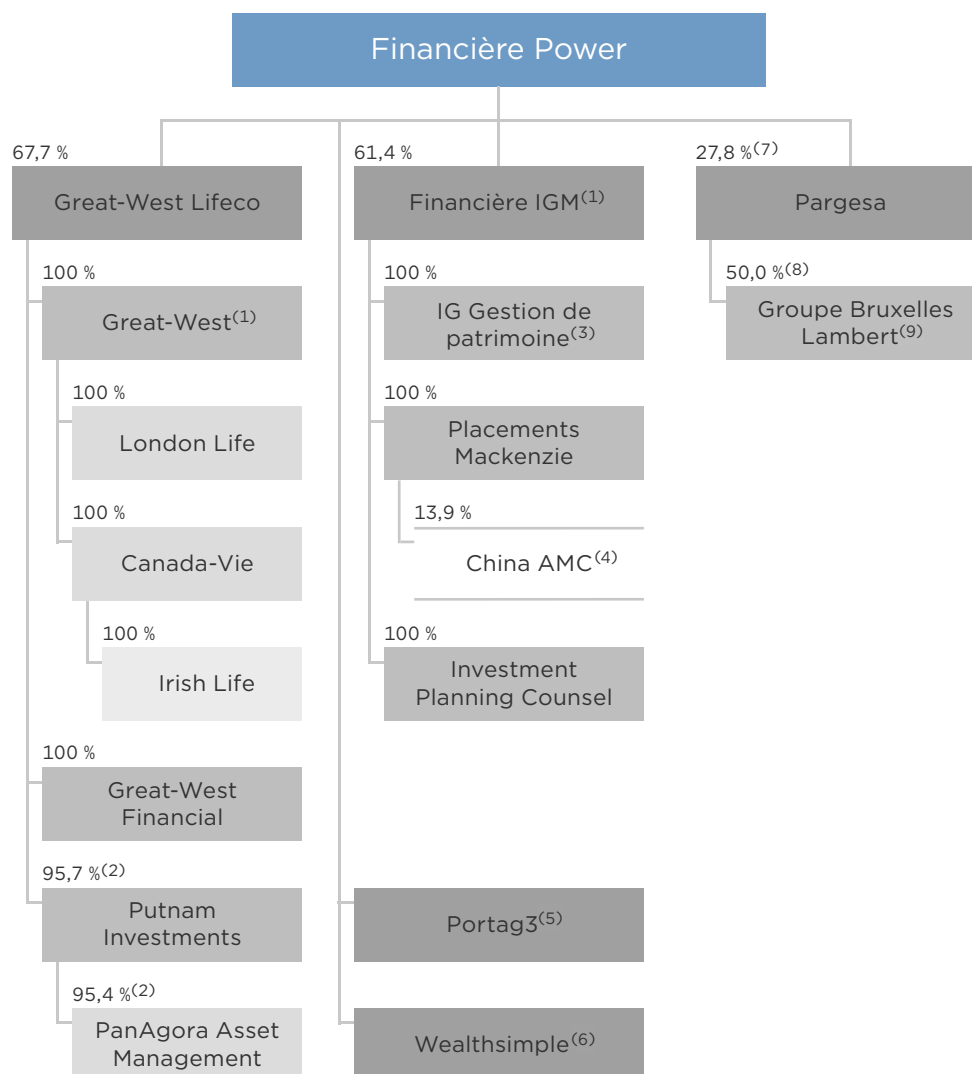 Financière Power
67,7 %
Great-West Lifeco
100 %
Great-West(1)
100 %
London Life
100 %
Canada-Vie
100 %
Irish Life
100 %
Great-West
Financial
95,7 %(2)
Putnam
Investments
95,4 %(2)
PanAgora Asset
Management
61,4 %
Financière IGM(1)
100 %
IG Gestion de
patrimoine(3)
100 %
Placements
Mackenzie
13,9 %
China AMC(4)
100 %
Investment
Planning Counsel
Portag3(5)
Wealthsimple(6)
27,8 %(7)
Pargesa
50,0 %(8)
Groupe Bruxelles
Lambert(9)